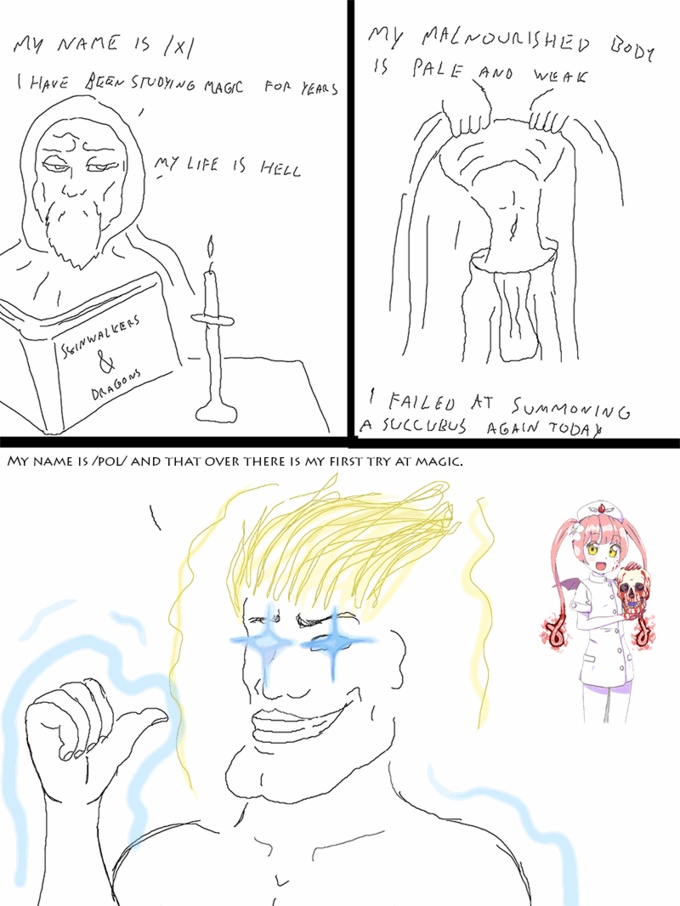 MY NAME IS /X/
I HAVE BEEN STUDYING MAGIC FOR YEARS
MY LIFE IS HELL
SKINWALKERS
&
DRAGONS
MY MALNOURISHED BODY
IS PALE AND WEAK
I FAILED AT SUMMONING
A SUCCUBUS AGAIN TODAY
MY NAME IS /POL/ AND THAT OVER THERE IS MY FIRST TRY AT MAGIC.